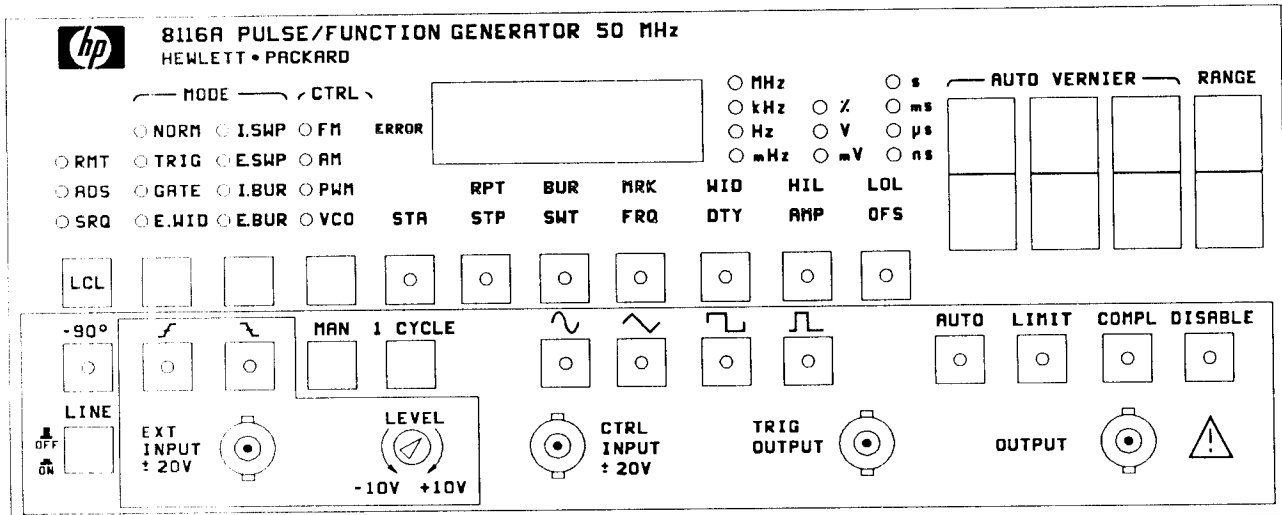 hp
8116A PULSE/FUNCTION GENERATOR 50 MHz
HEWLETT • PACKARD
MODE CTRL
MHz s AUTO VERNIER RANGE
kHz % ms
NORM I.SWP FM ERROR Hz V µs
RMT TRIG E.SWP AM mHz mV ns
ADS GATE I.BUR PWM RPT BUR MRK WID HIL LOL
SRQ E.WID E.BUR VCO STA STP SWT FRQ DTY AMP OFS
LCL
-90° MAN 1 CYCLE AUTO LIMIT COMPL DISABLE
LINE
OFF
ON
EXT
INPUT
± 20V
LEVEL
-10V +10V
CTRL
INPUT
± 20V
TRIG
OUTPUT
OUTPUT